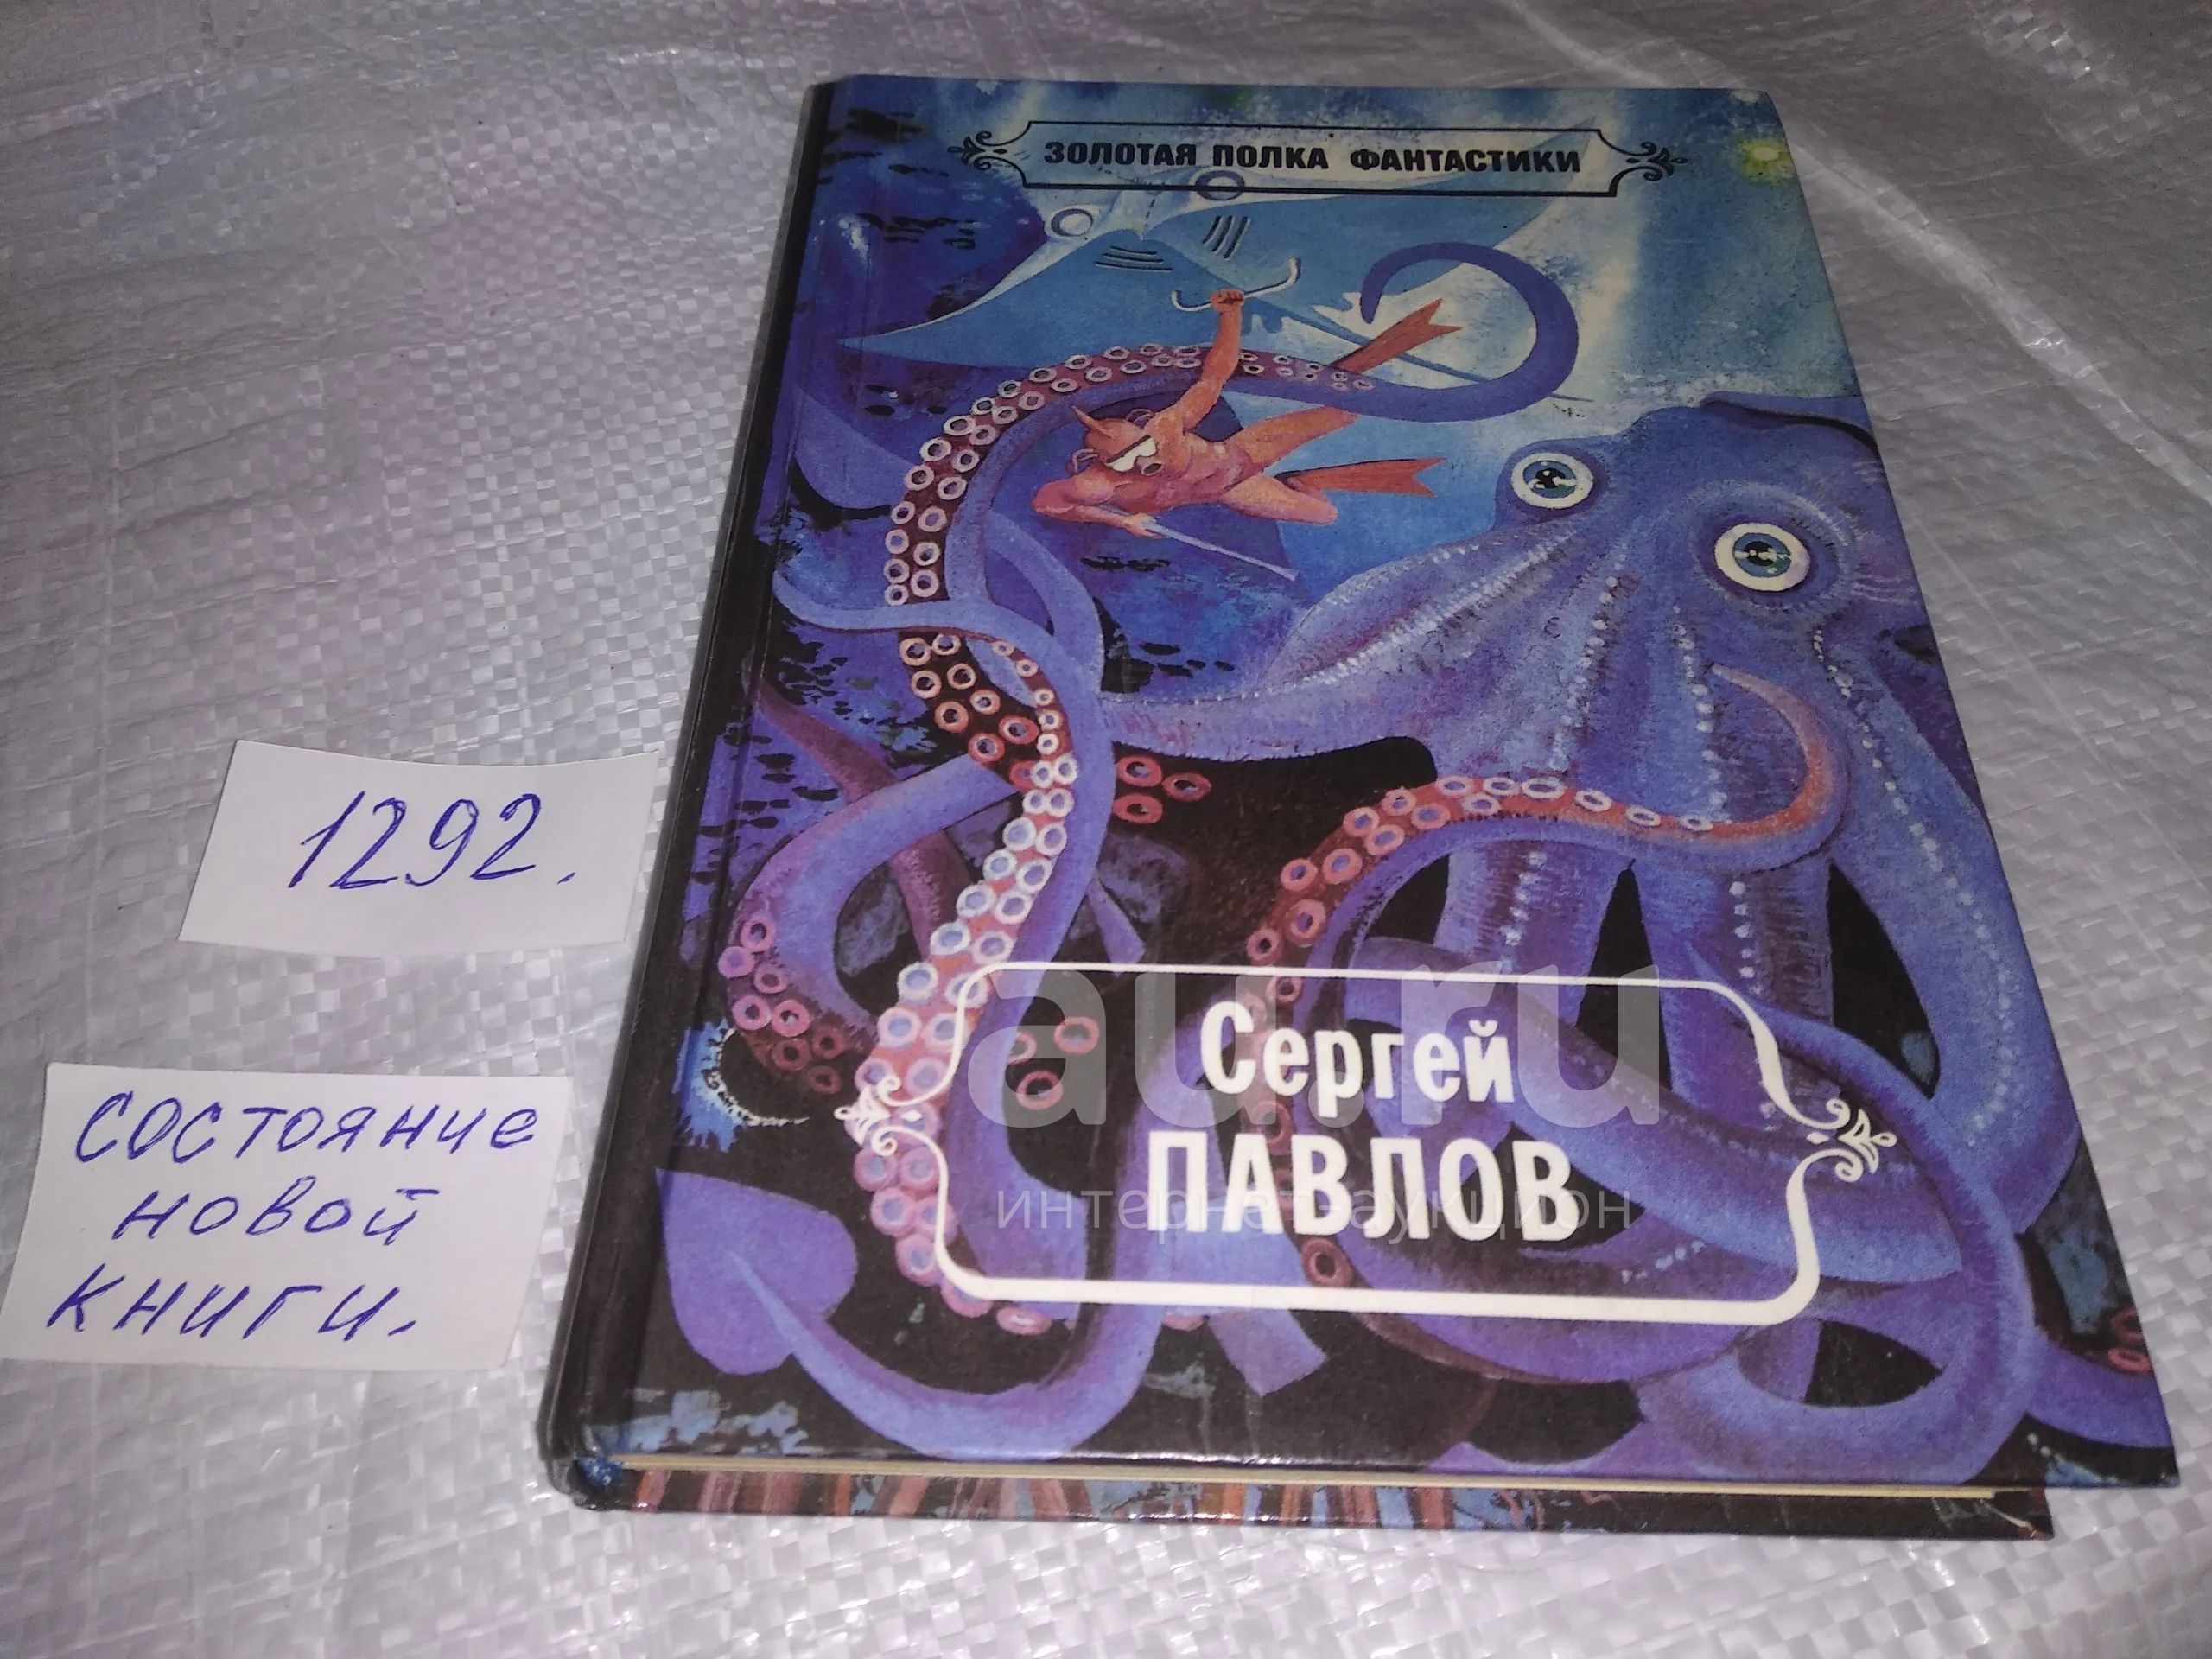 ЗОЛОТАЯ ПОЛКА ФАНТАСТИКИ
1292.
состояние
новой
книги.
Сергей
ПАВЛОВ
au.ru
интернет-аукцион